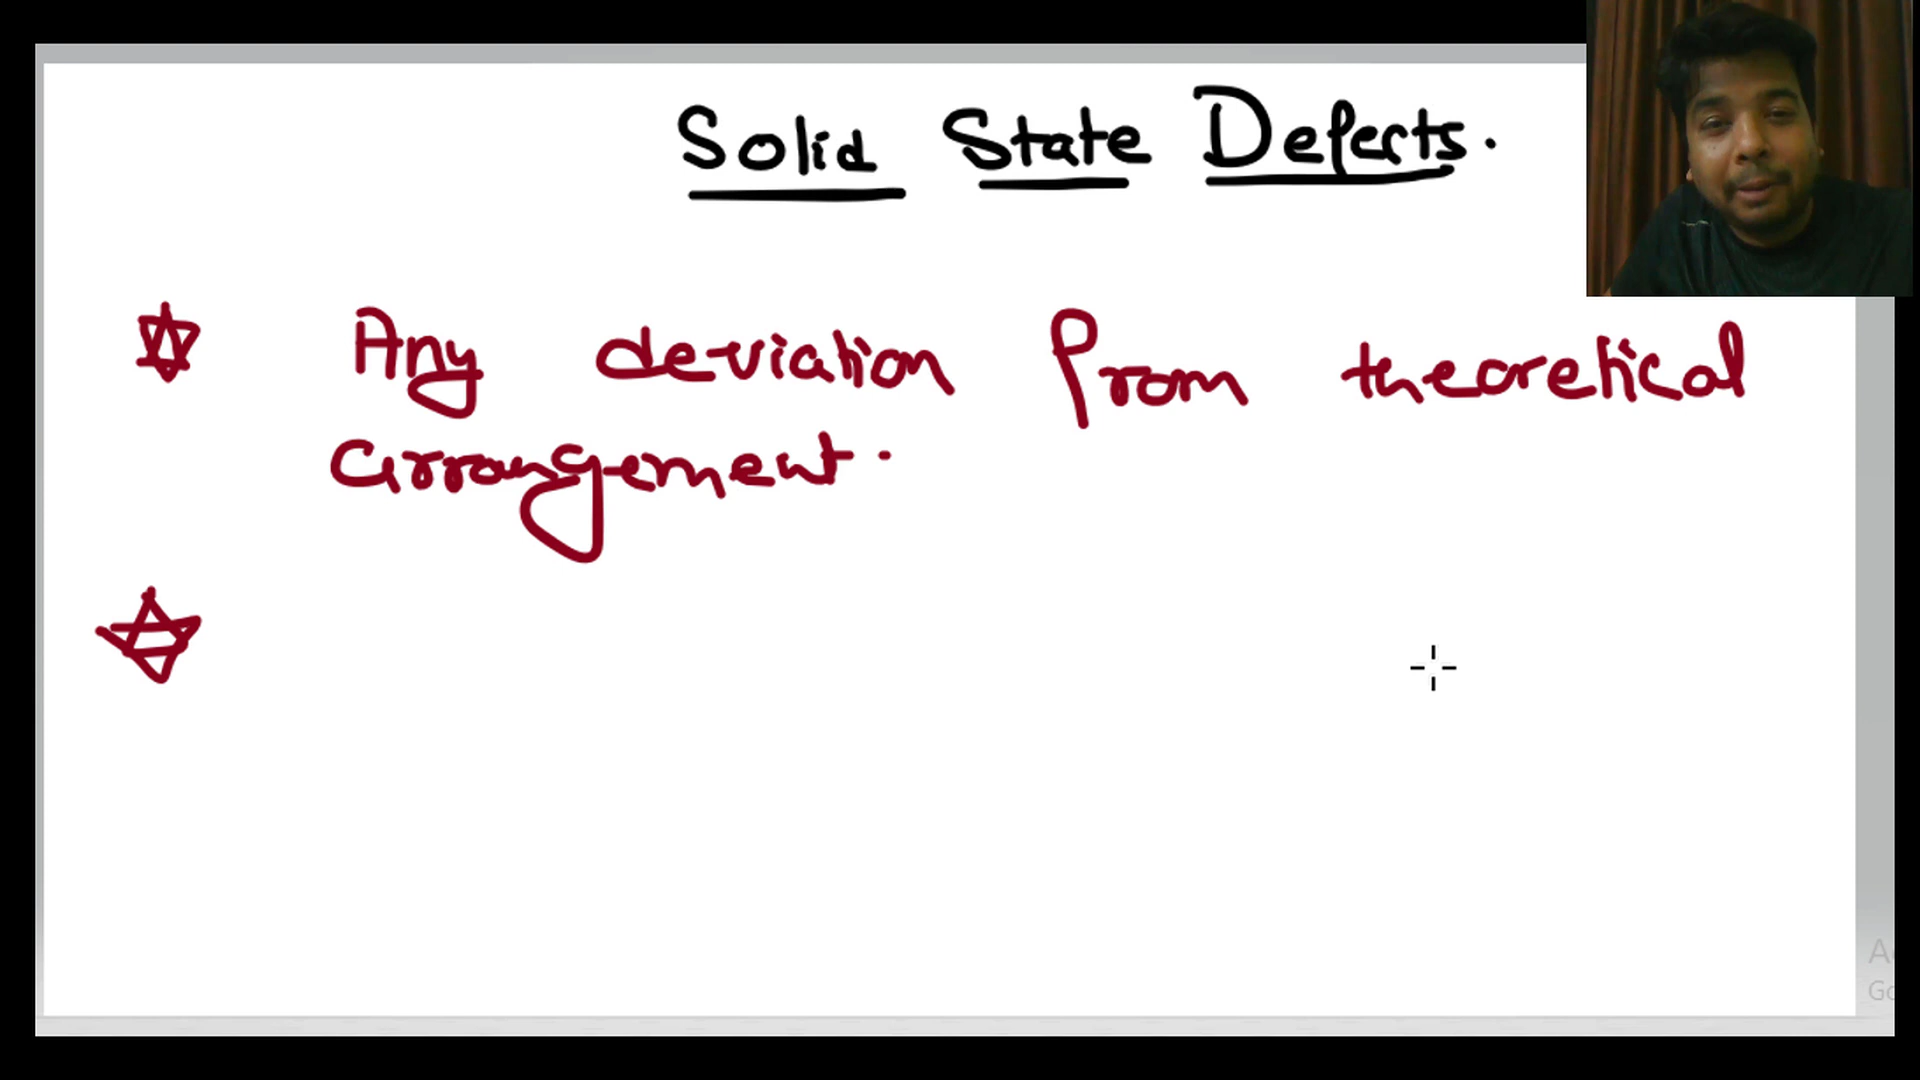 Solid State Defects.
Any deviation from theoretical
arrangement.